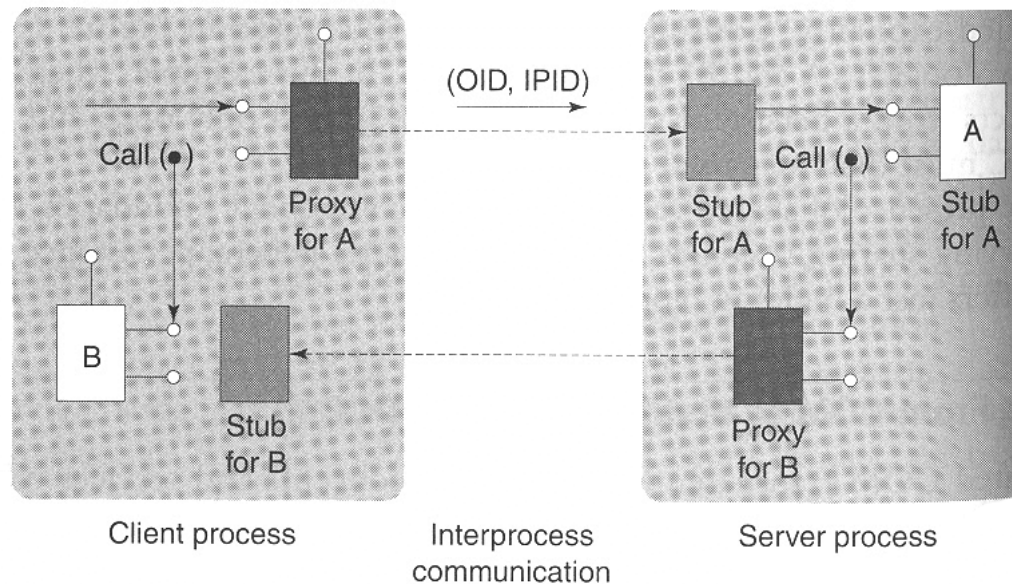 (OID, IPID)
Call ( )
Proxy
for A
B
Stub
for B
Stub
for A
Call ( )
A
Stub
for A
Proxy
for B
Client process
Interprocess
communication
Server process